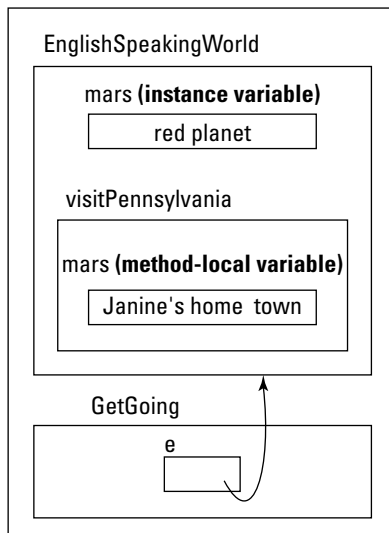 EnglishSpeakingWorld
mars (instance variable)
red planet
visitPennsylvania
mars (method-local variable)
Janine's home town
GetGoing
e